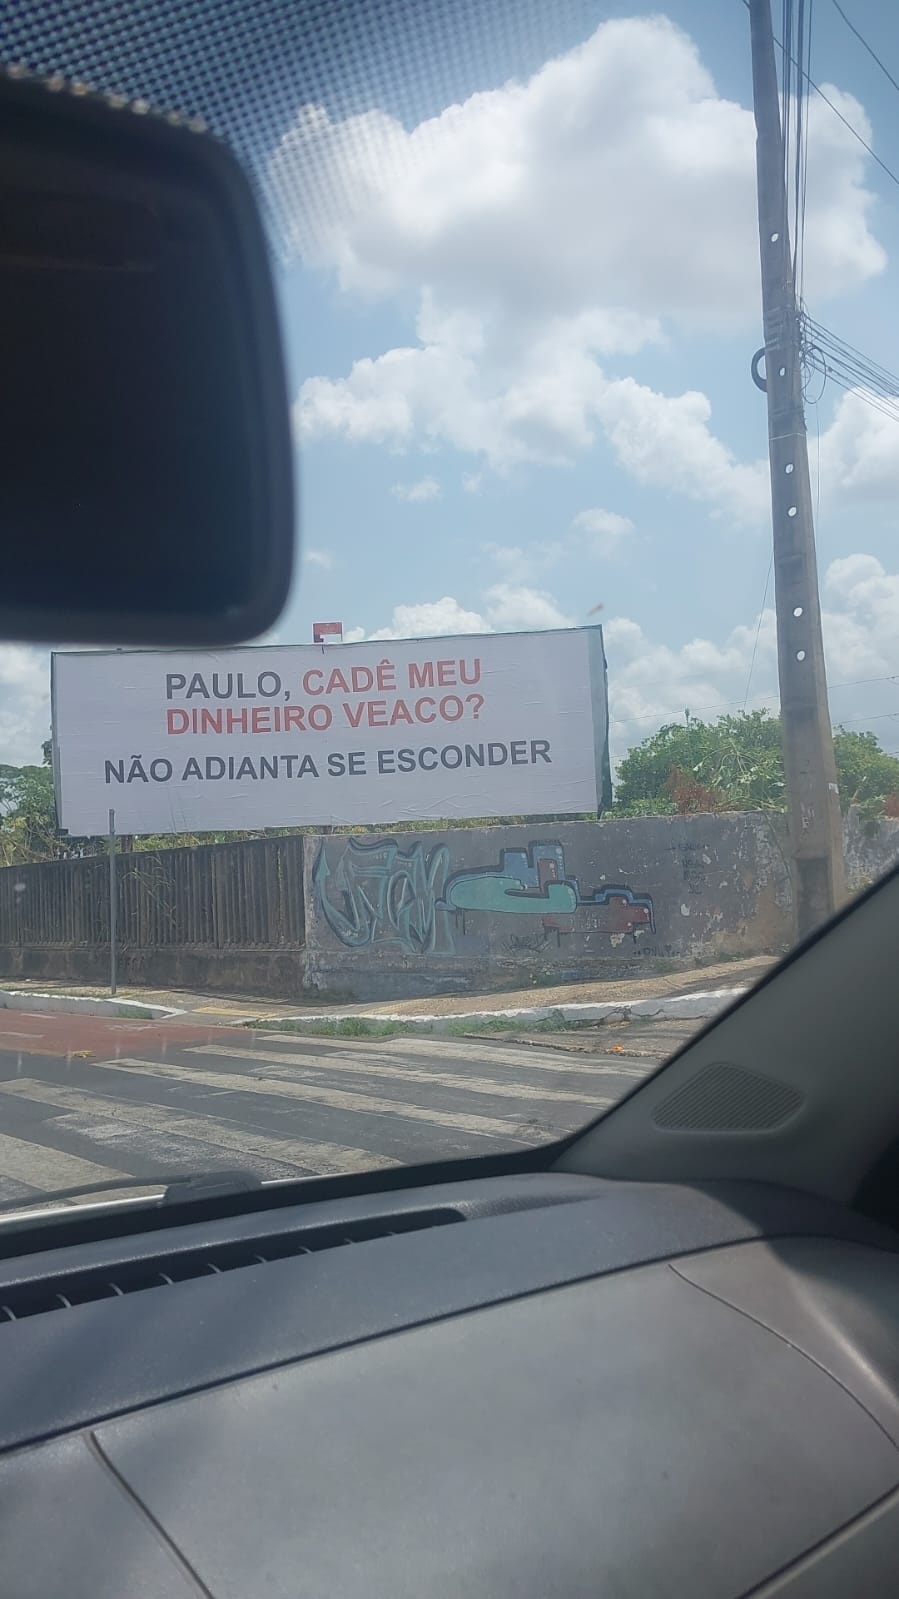 PAULO, CADÊ MEU
DINHEIRO VEACO?
NÃO ADIANTA SE ESCONDER